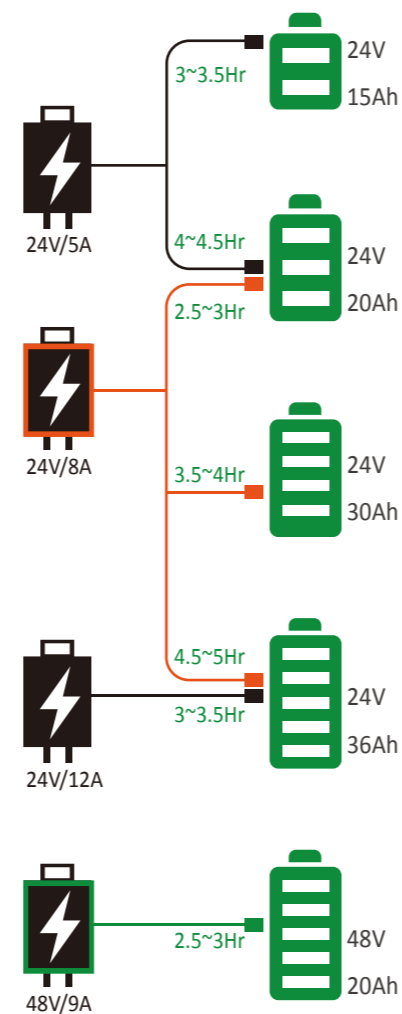 24V
3~3.5Hr
15Ah
24V/5A
4~4.5Hr
24V
2.5~3Hr
20Ah
24V/8A
3.5~4Hr
24V
30Ah
4.5~5Hr
24V
3~3.5Hr
36Ah
24V/12A
2.5~3Hr
48V
20Ah
48V/9A